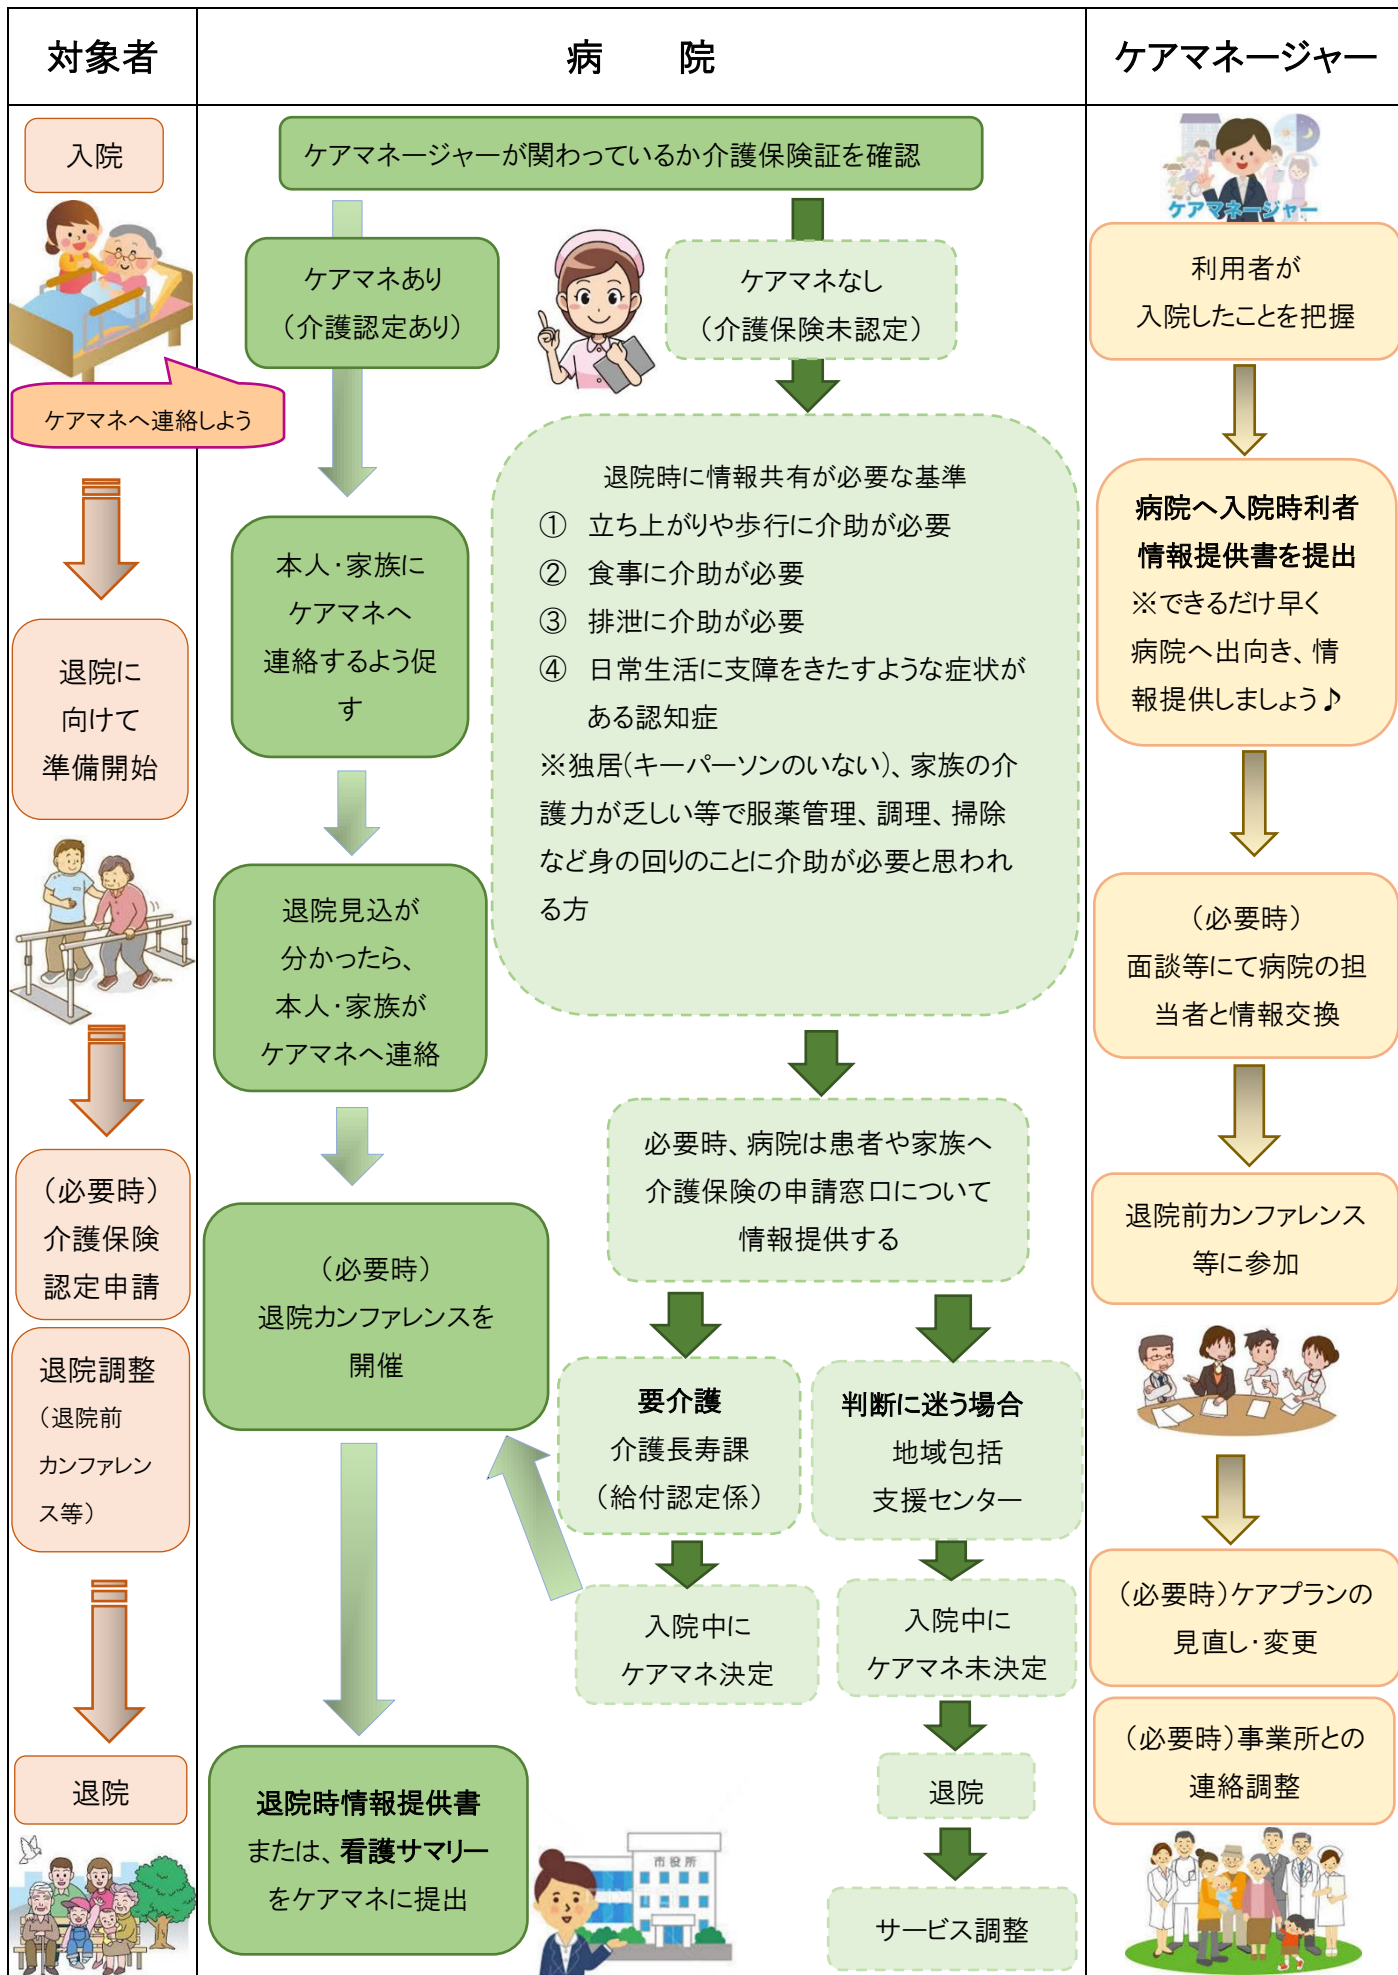 対象者
病　　院
ケアマネージャー
入院
ケアマネへ連絡しよう
退院に
向けて
準備開始
（必要時）
介護保険
認定申請
退院調整
（退院前
カンファレン
ス等）
退院
ケアマネージャーが関わっているか介護保険証を確認
ケアマネあり
（介護認定あり）
本人・家族に
ケアマネへ
連絡するよう促
す
退院見込が
分かったら、
本人・家族が
ケアマネへ連絡
（必要時）
退院カンファレンスを
開催
退院時情報提供書
または、看護サマリー
をケアマネに提出
ケアマネなし
（介護保険未認定）
退院時に情報共有が必要な基準
① 立ち上がりや歩行に介助が必要
② 食事に介助が必要
③ 排泄に介助が必要
④ 日常生活に支障をきたすような症状が
ある認知症
※独居(キーパーソンのいない)、家族の介
護力が乏しい等で服薬管理、調理、掃除
など身の回りのことに介助が必要と思われ
る方
必要時、病院は患者や家族へ
介護保険の申請窓口について
情報提供する
要介護
介護長寿課
（給付認定係）
入院中に
ケアマネ決定
判断に迷う場合
地域包括
支援センター
入院中に
ケアマネ未決定
退院
サービス調整
市役所
ケアマネージャー
利用者が
入院したことを把握
病院へ入院時利者
情報提供書を提出
※できるだけ早く
病院へ出向き、情
報提供しましょう♪
（必要時）
面談等にて病院の担
当者と情報交換
退院前カンファレンス
等に参加
（必要時）ケアプランの
見直し・変更
（必要時）事業所との
連絡調整